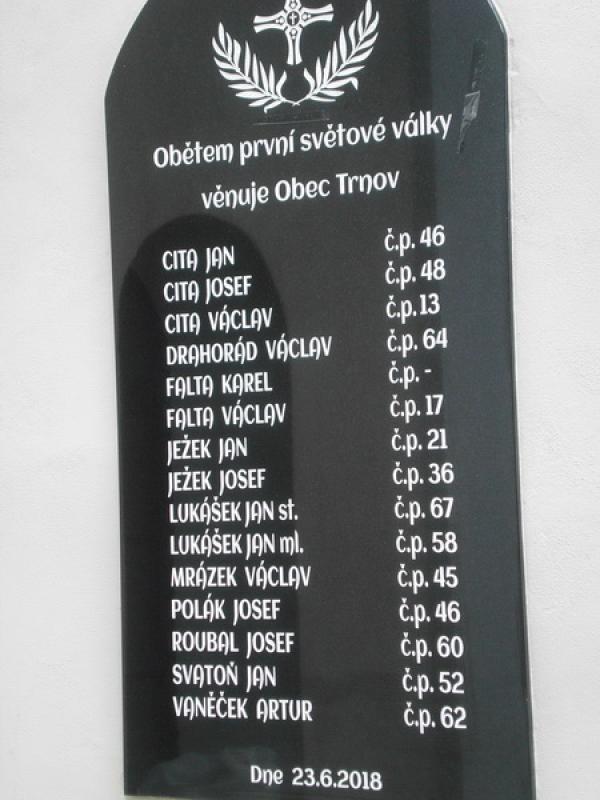 Obětem první světové války
věnuje Obec Trnov
CITA JAN č.p. 46
CITA JOSEF č.p. 48
CITA VÁCLAV č.p.13
DRAHORÁD VÁCLAV č.p. 64
FALTA KAREL č.p. -
FALTA VÁCLAV č.p. 17
JEŽEK JAN č.p. 21
JEŽEK JOSEF č.p. 36
LUKÁŠEK JAN st. č.p. 67
LUKÁŠEK JAN ml. č.p. 58
MRÁZEK VÁCLAV č.p. 45
POLÁK JOSEF č.p. 46
ROUBAL JOSEF č.p. 60
SVATOŇ JAN č.p. 52
VANĚČEK ARTUR č.p. 62
Dne 23.6.2018